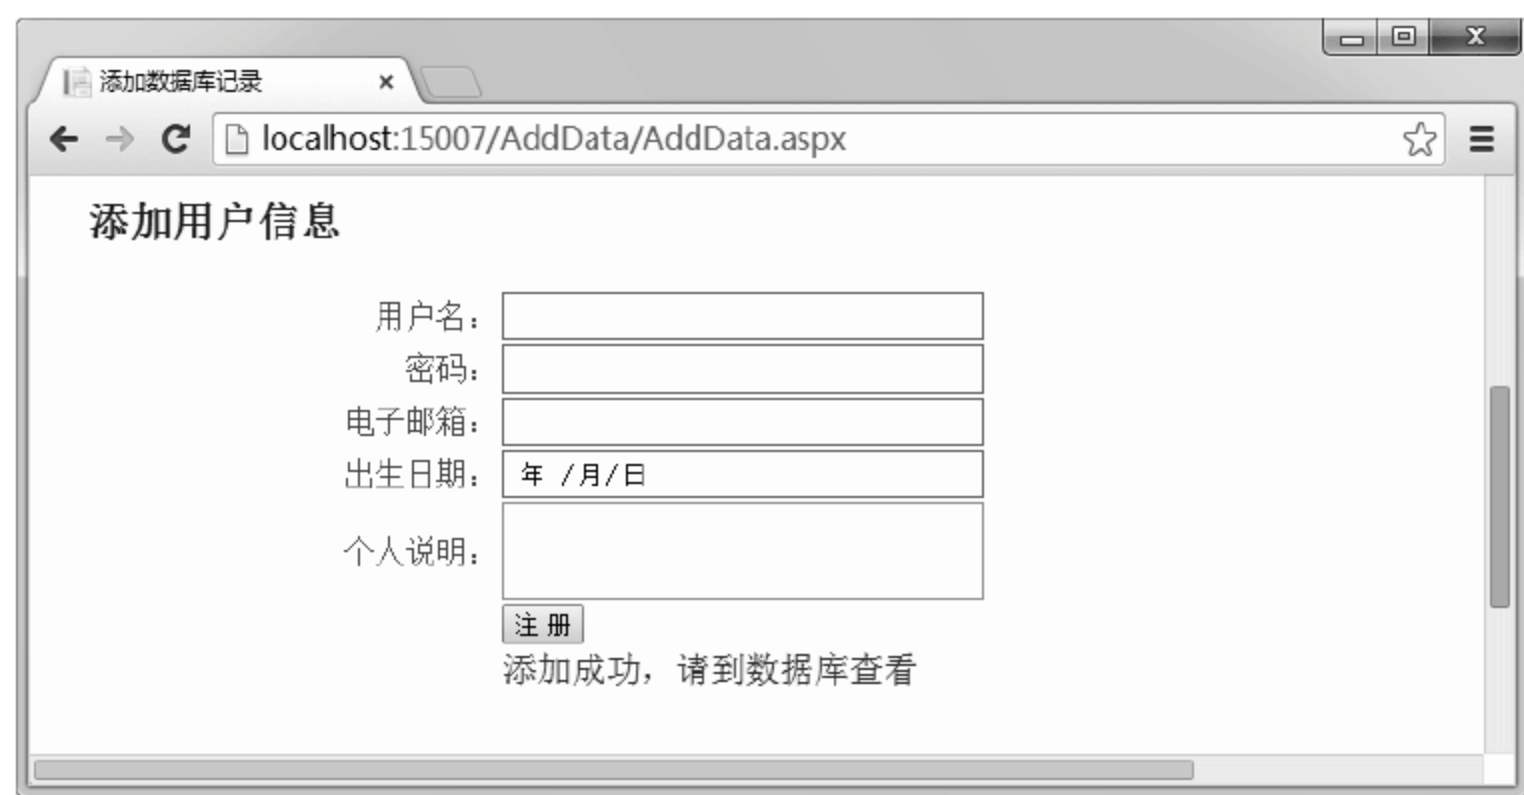 添加数据库记录
localhost:15007/AddData/AddData.aspx
添加用户信息
用户名：
密码：
电子邮箱：
出生日期： 年 /月/日
个人说明：
注 册
添加成功，请到数据库查看